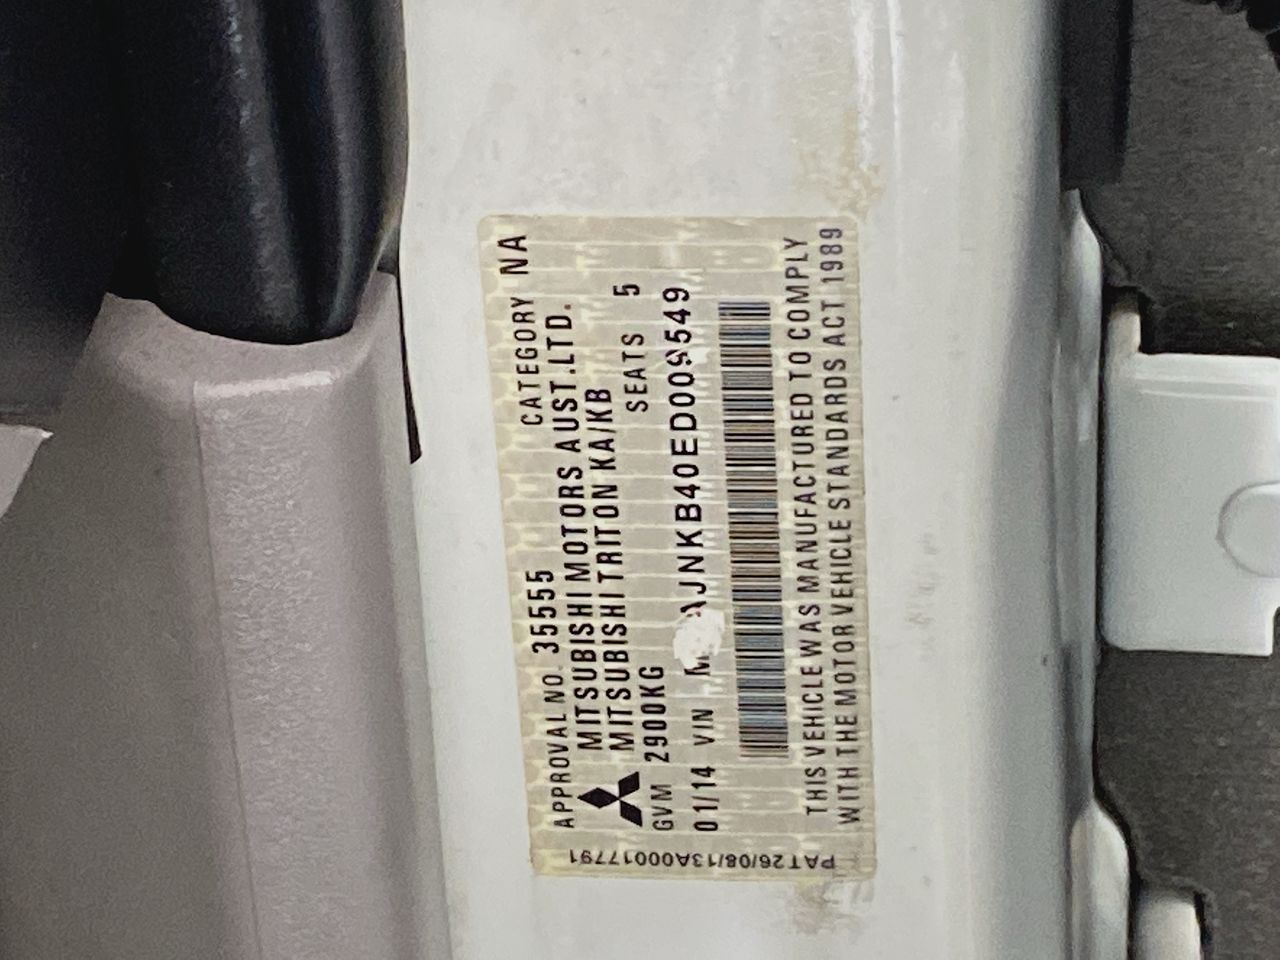 APPROVAL NO. 35555 CATEGORY NA
MITSUBISHI MOTORS AUST.LTD.
MITSUBISHI TRITON KA/KB
GVM 2900KG SEATS 5
01/14 VIN
THIS VEHICLE WAS MANUFACTURED TO COMPLY
WITH THE MOTOR VEHICLE STANDARDS ACT 1989
PAT26/08/13A00017791